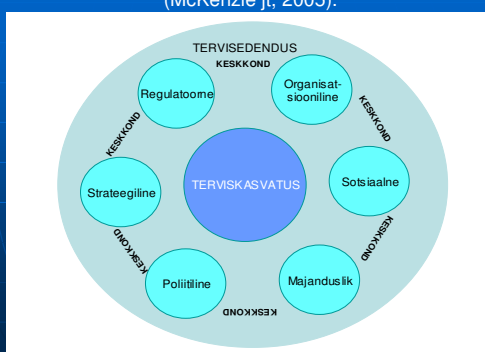 (McKenzie jt, 2005).
TERVISEDENDUS
KESKKOND
Regulatoorne
Organisat-
siooniline
KESKKOND
KESKKOND
Strateegiline
TERVISKASVATUS
Sotsiaalne
KESKKOND
KESKKOND
Poliitiline
Majanduslik
KESKKOND